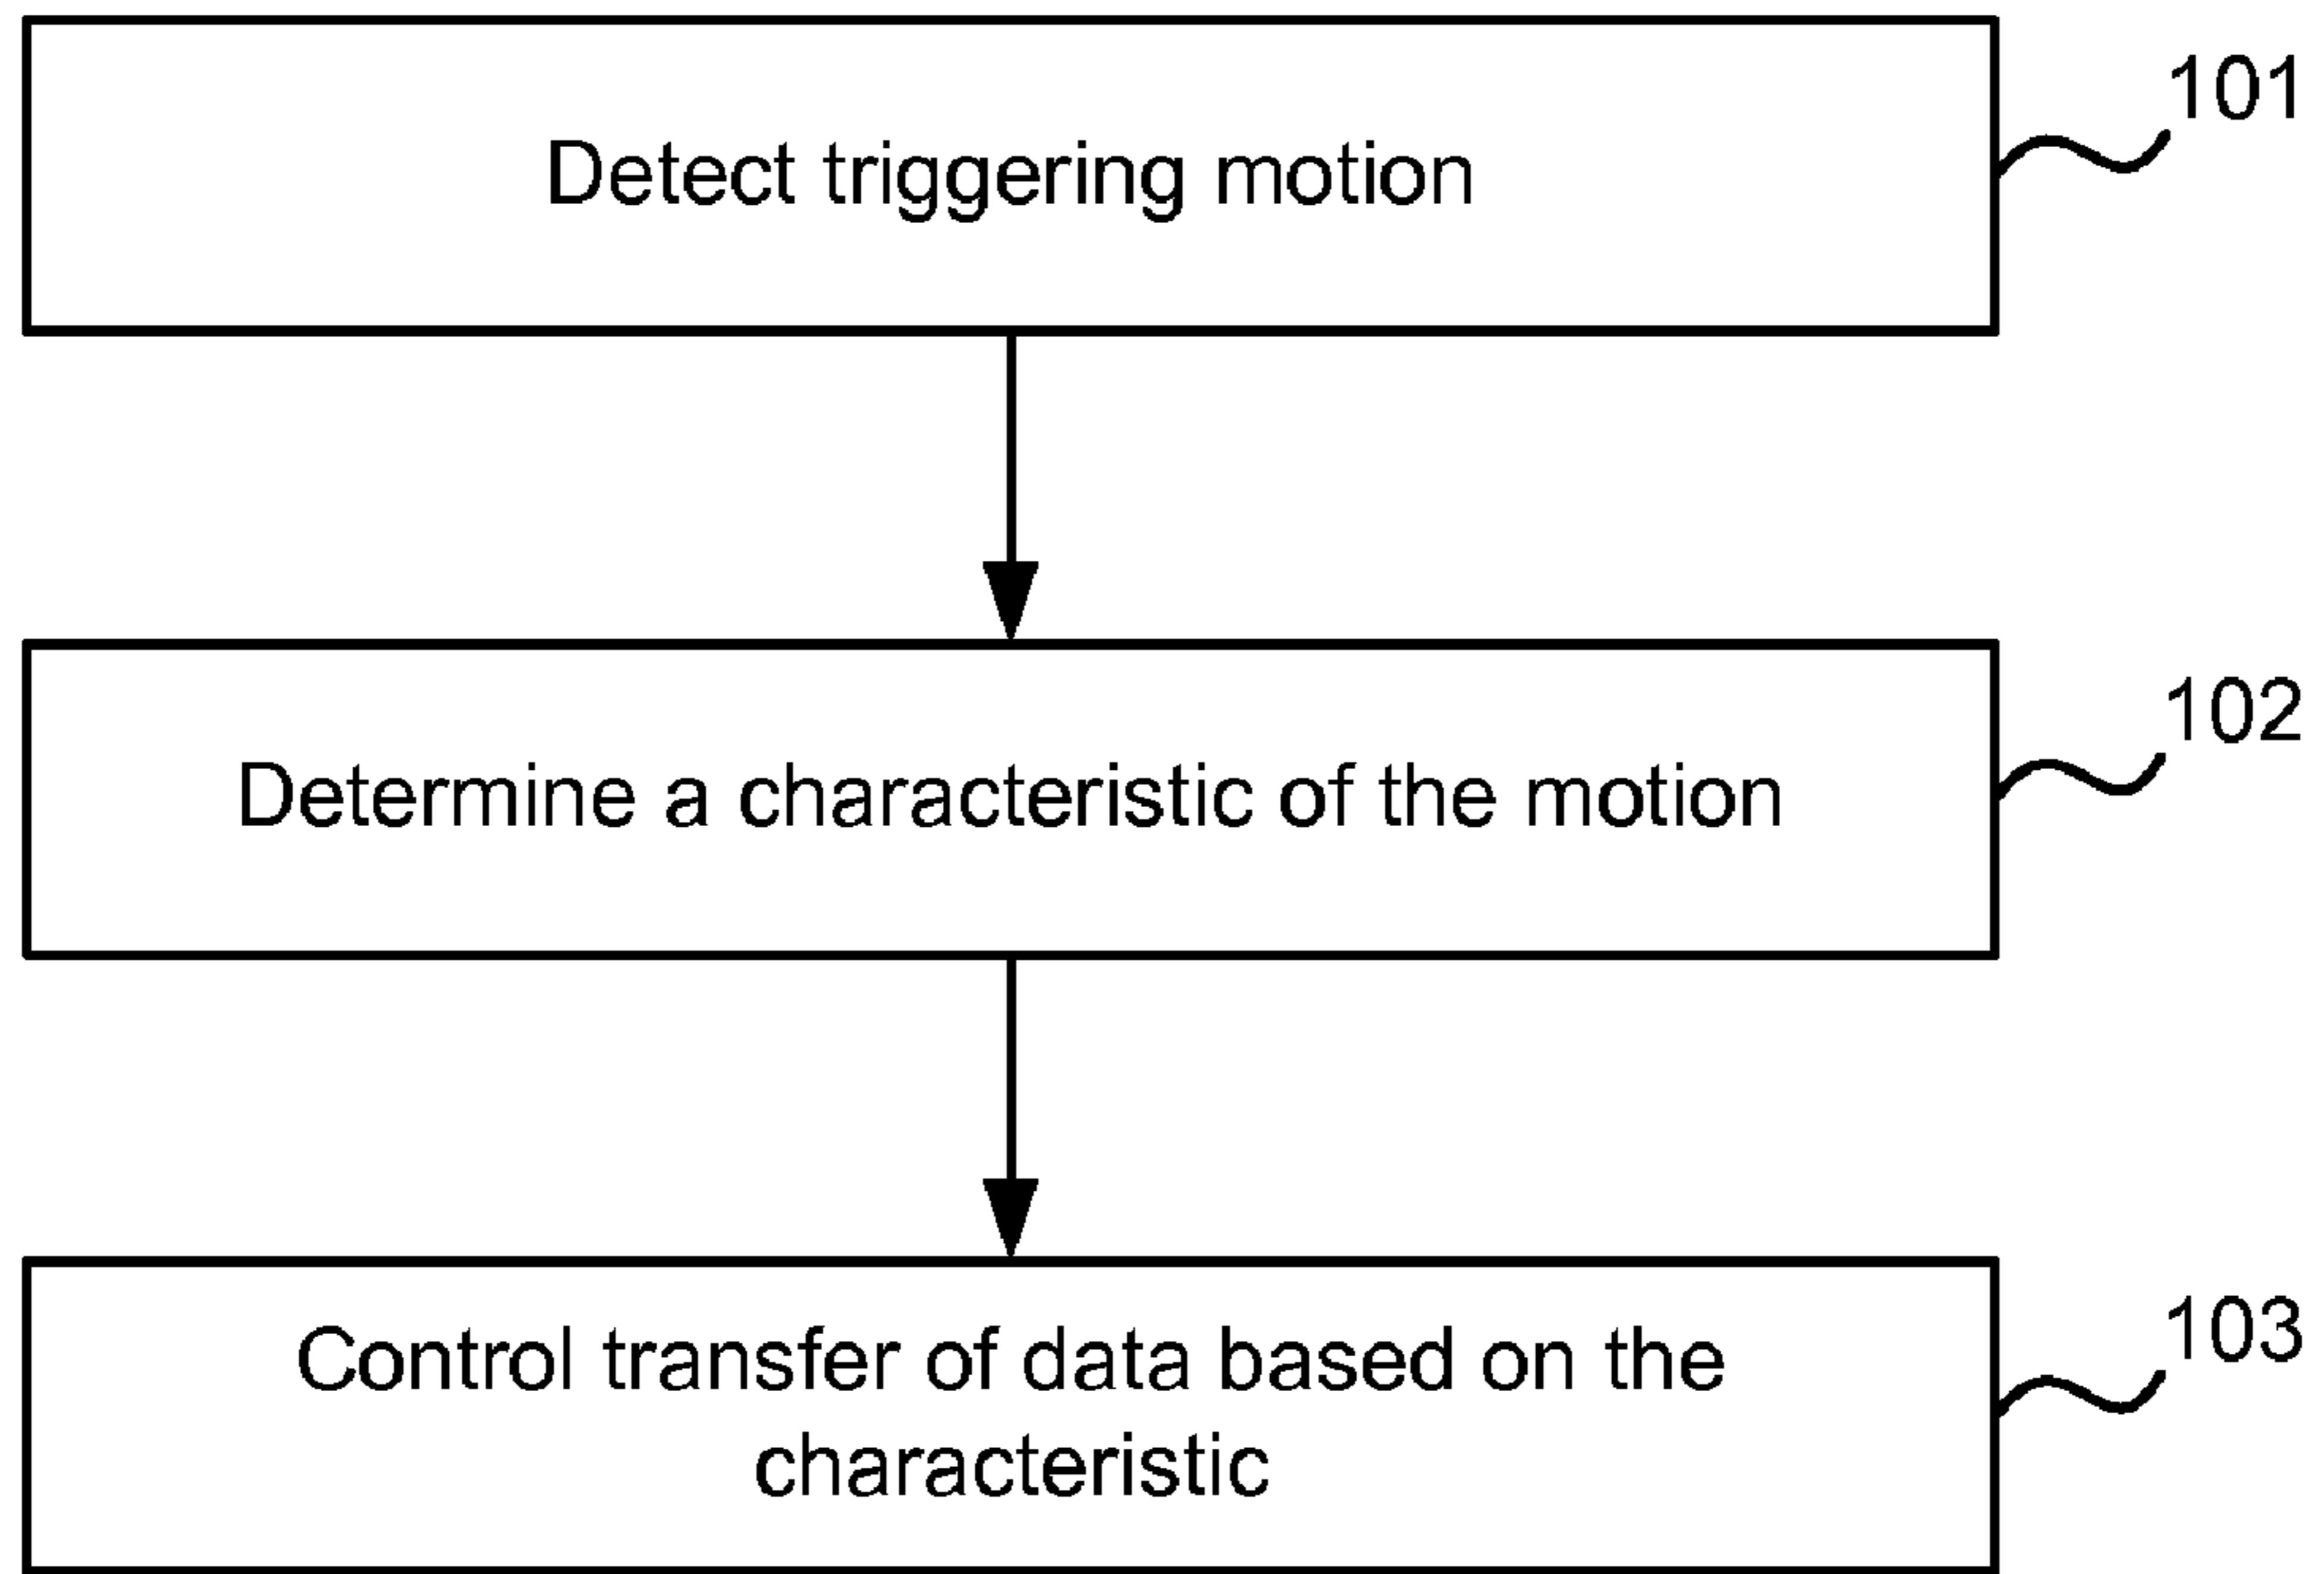 Detect triggering motion
101
Determine a characteristic of the motion
102
Control transfer of data based on the
characteristic
103